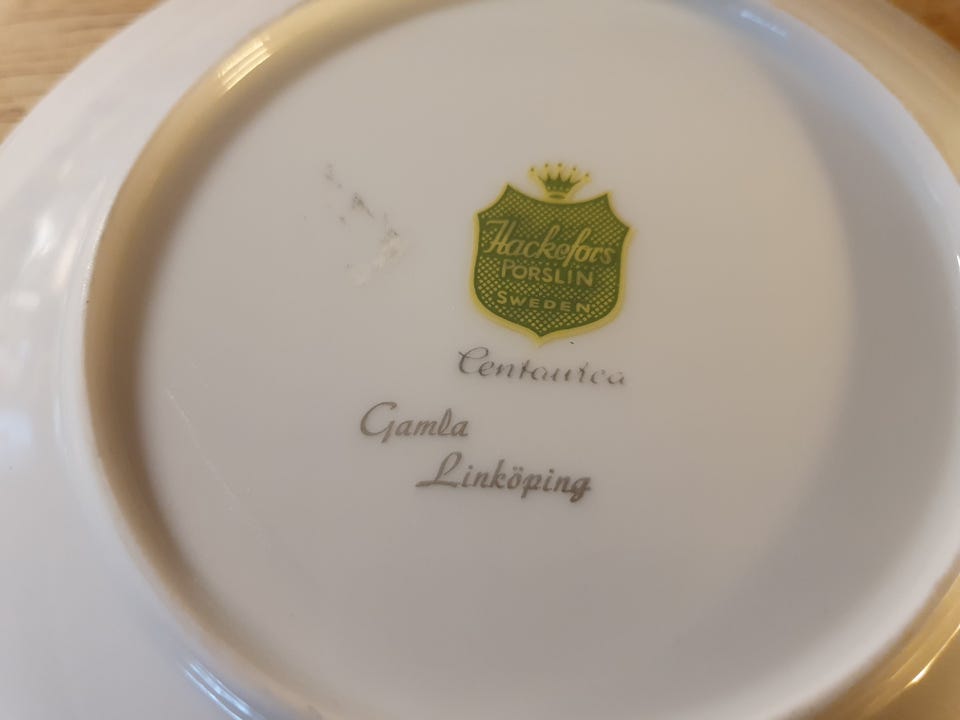 Hackefors
PORSLIN
SWEDEN
Centaurea
Gamla
Linköping